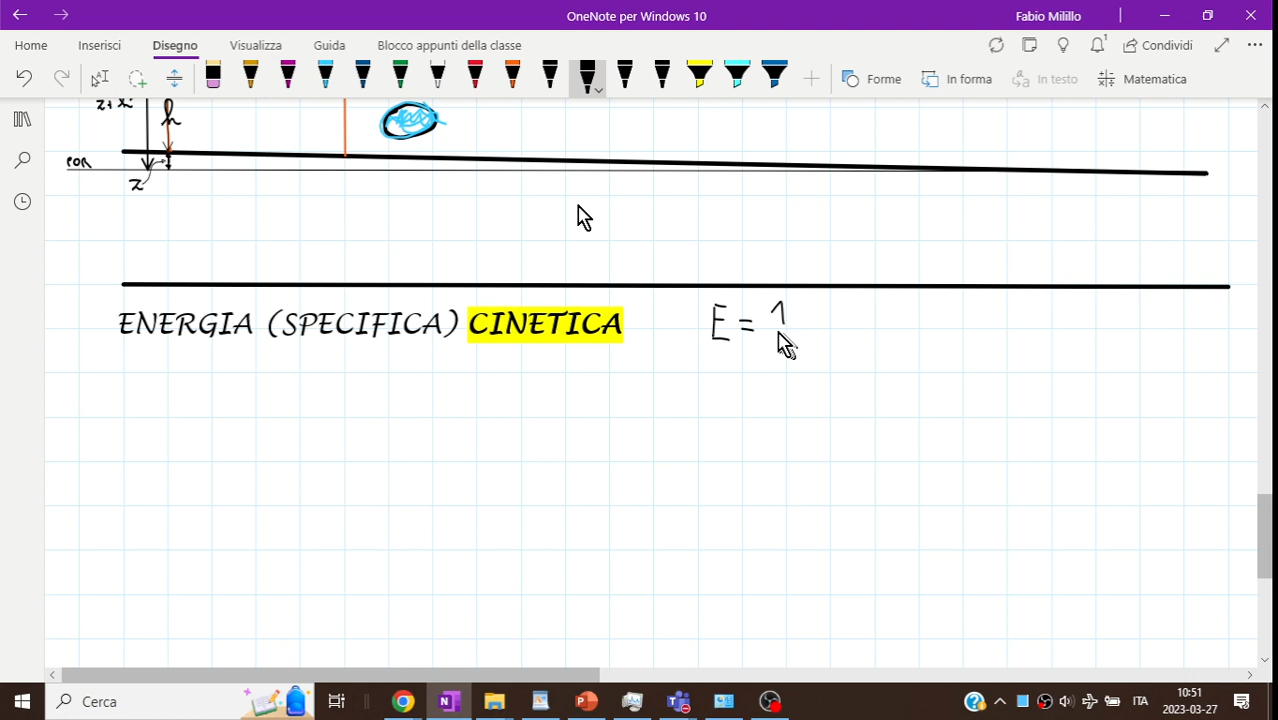 OneNote per Windows 10
Fabio Milillo
Home Inserisci Disegno Visualizza Guida Blocco appunti della classe
Condividi
Forme In forma In testo Matematica
h
POR
z
ENERGIA (SPECIFICA) CINETICA E = 1
Cerca
ITA
10:51
2023-03-27